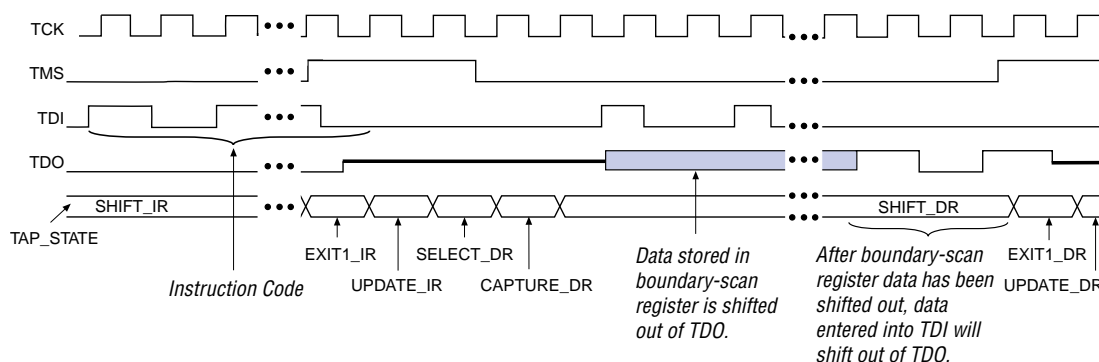 TCK
TMS
TDI
TDO
SHIFT_IR
SHIFT_DR
TAP_STATE
EXIT1_IR
SELECT_DR
EXIT1_DR
Instruction Code
UPDATE_IR
CAPTURE_DR
UPDATE_DR
Data stored in
boundary-scan
register is shifted
out of TDO.
After boundary-scan
register data has been
shifted out, data
entered into TDI will
shift out of TDO.